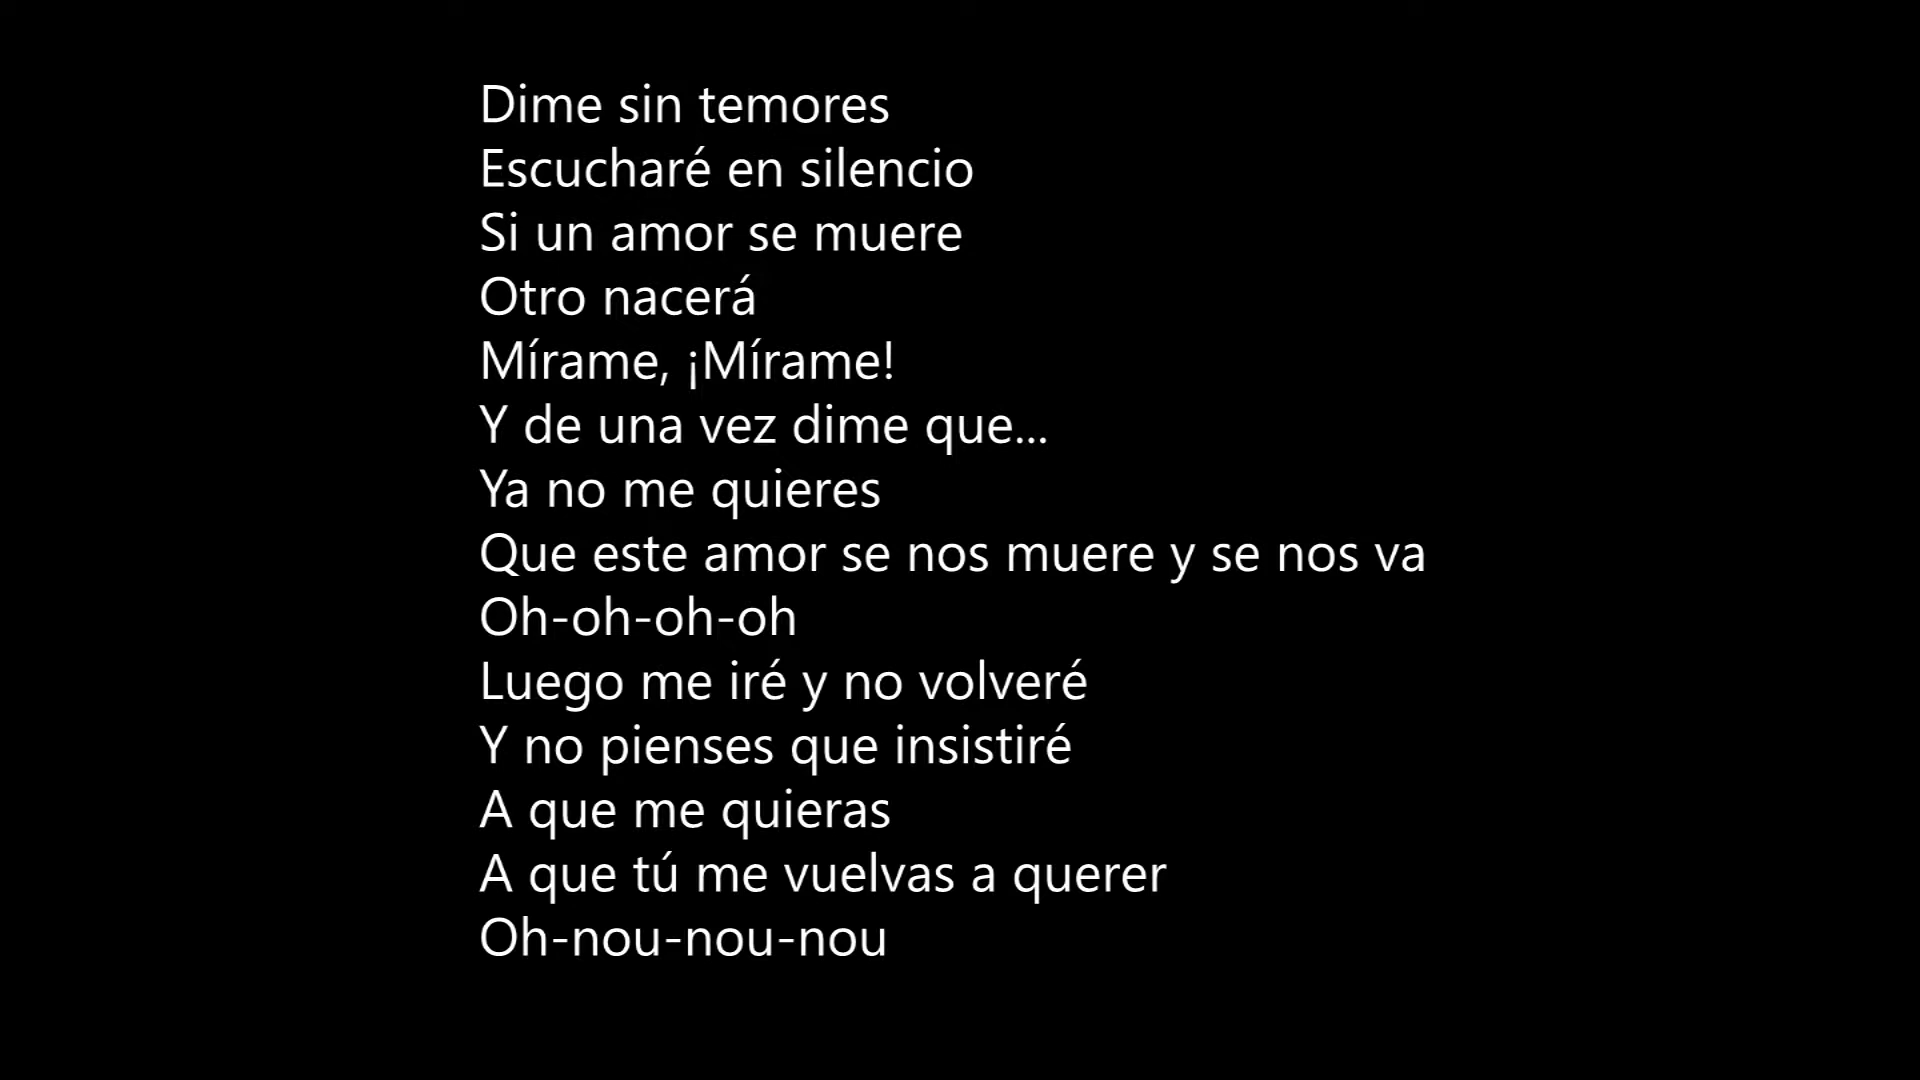 Dime sin temores
Escucharé en silencio
Si un amor se muere
Otro nacerá
Mírame, ¡Mírame!
Y de una vez dime que...
Ya no me quieres
Que este amor se nos muere y se nos va
Oh-oh-oh-oh
Luego me iré y no volveré
Y no pienses que insistiré
A que me quieras
A que tú me vuelvas a querer
Oh-nou-nou-nou